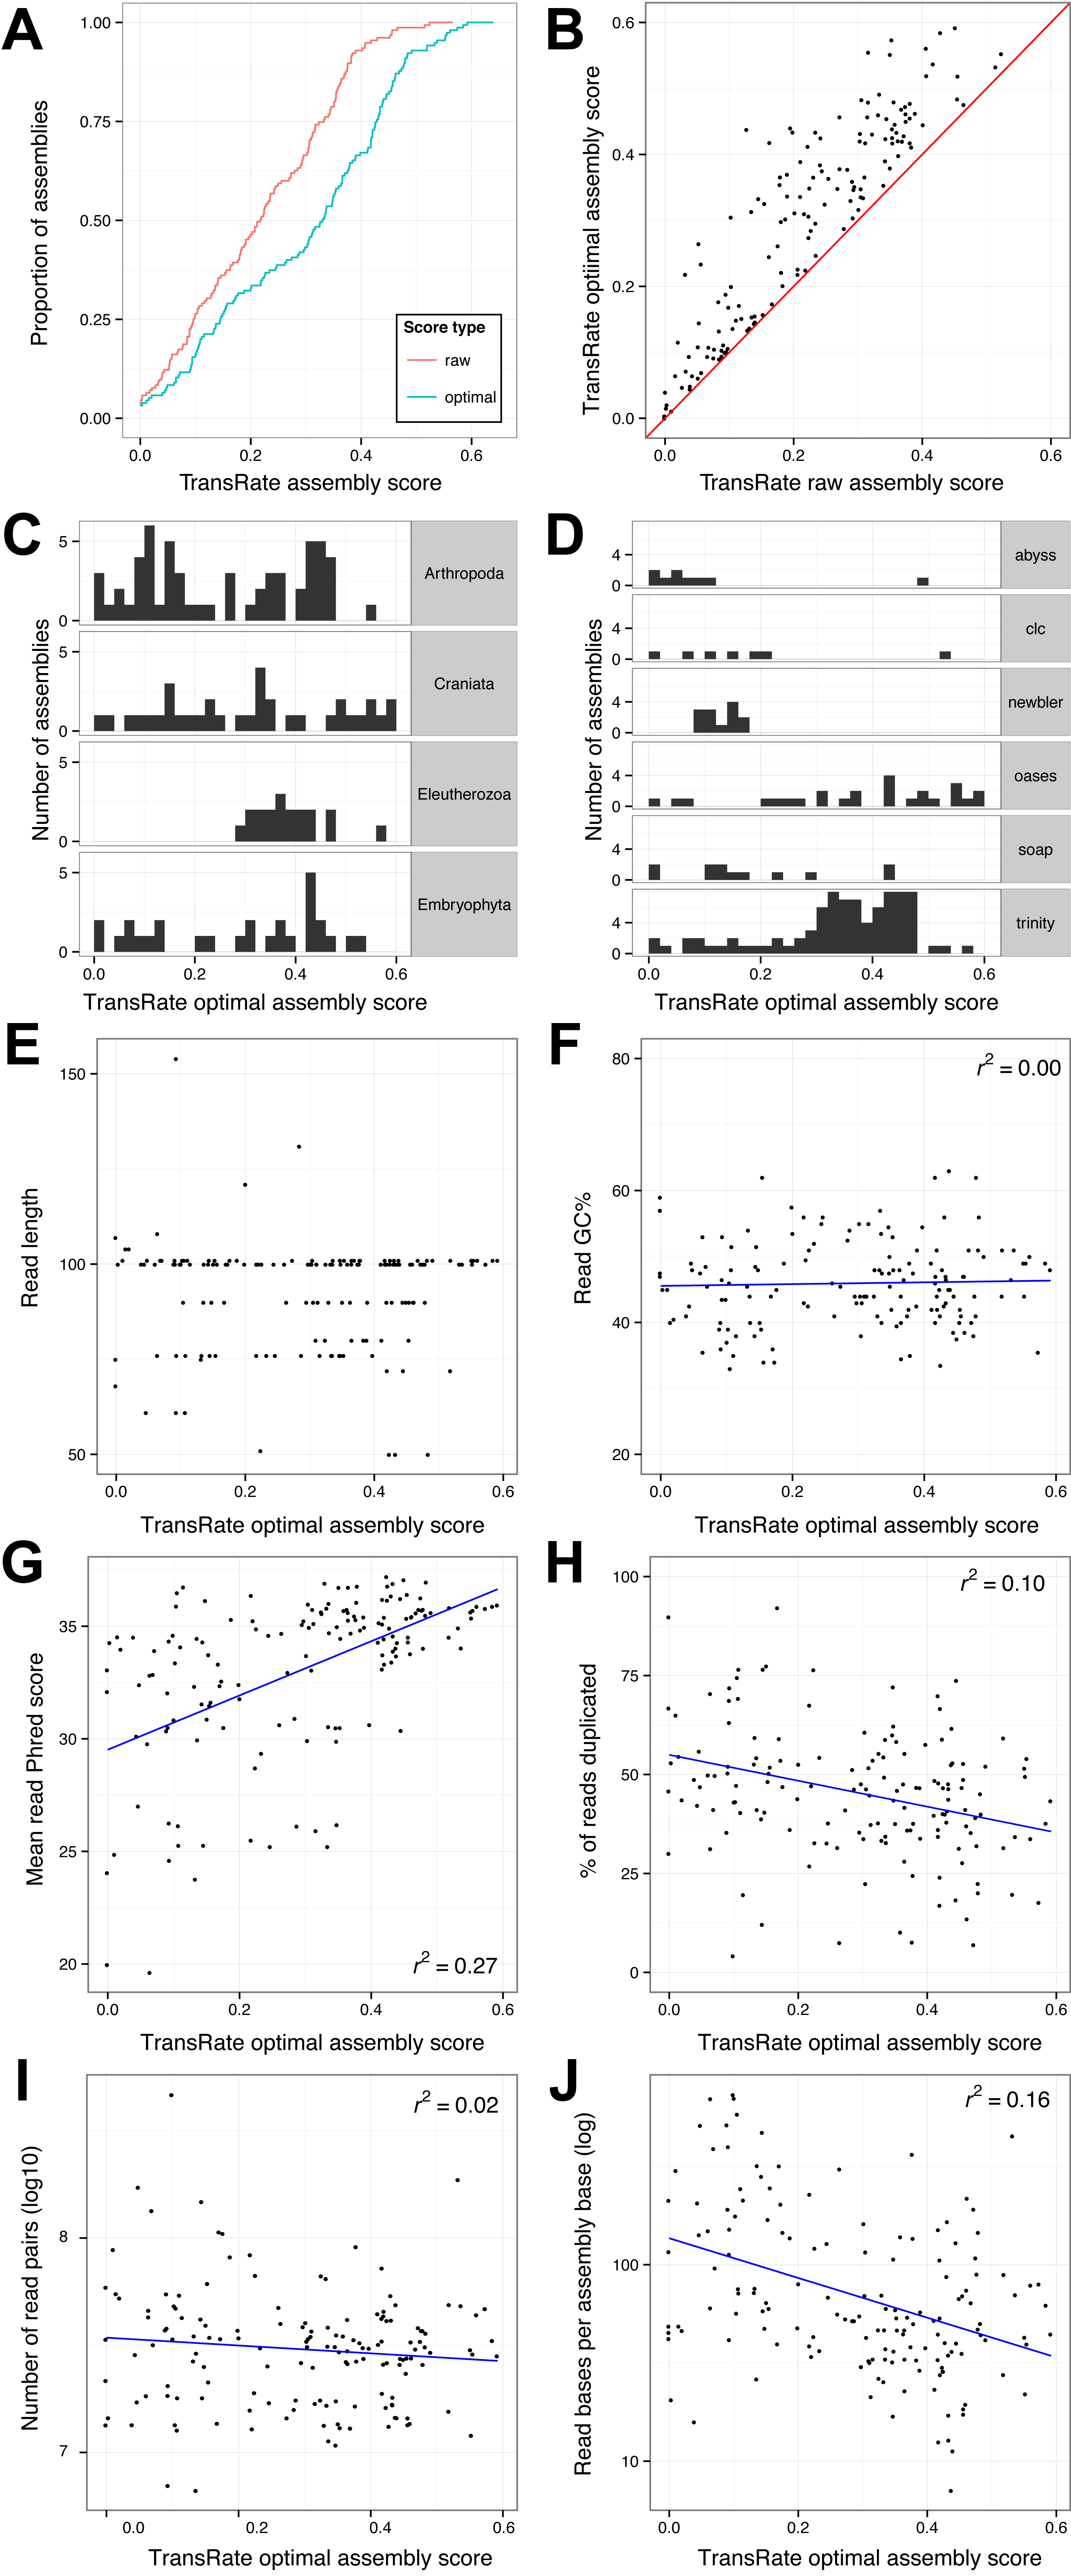 A
Proportion of assemblies
1.00
0.75
0.50
0.25
0.00
Score type
raw
optimal
0.0 0.2 0.4 0.6
TransRate assembly score
B
TransRate optiimal assembly score
0.6
0.4
0.2
0.0
0.0 0.2 0.4 0.6
TransRate raw assembly score
C
Number of assemblies
5
0
Arthropoda
5
0
Craniata
5
0
Eleutherozoa
5
0
Embryophyta
0.0 0.2 0.4 0.6
TransRate optimal assembly score
D
Number of assemblies
4
0
abyss
4
0
clc
4
0
newbler
4
0
oases
4
0
soap
4
0
trinity
0.0 0.2 0.4 0.6
TransRate optimal assembly score
E
Read length
150
100
50
0.0 0.2 0.4 0.6
TransRate optimal assembly score
F
Read GC%
r² = 0.00
80
60
40
20
0.0 0.2 0.4 0.6
TransRate optimal assembly score
G
Mean read Phred score
35
30
25
20
r² = 0.27
0.0 0.2 0.4 0.6
TransRate optimal assembly score
H
% of reads duplicated
r² = 0.10
100
75
50
25
0
0.0 0.2 0.4 0.6
TransRate optimal assembly score
I
Number of read pairs (log10)
r² = 0.02
8
7
0.0 0.2 0.4 0.6
TransRate optimal assembly score
J
Read bases per assembly base (log)
r² = 0.16
100
10
0.0 0.2 0.4 0.6
TransRate optimal assembly score